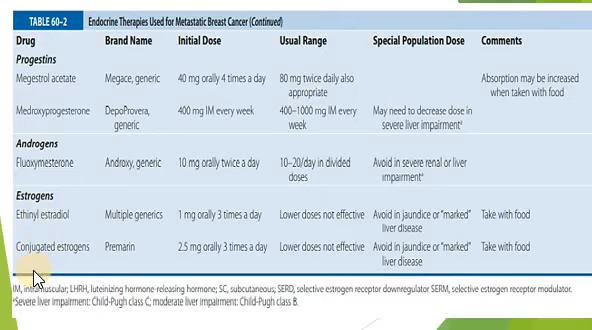 TABLE 60–2 Endocrine Therapies Used for Metastatic Breast Cancer (Continued)
Drug Brand Name Initial Dose Usual Range Special Population Dose Comments
Progestins
Megestrol acetate Megace, generic 40 mg orally 4 times a day 80 mg twice daily also Absorption may be increased
appropriate when taken with food
Medroxyprogesterone DepoProvera, 400 mg IM every week 400–1000 mg IM every May need to decrease dose in
generic week severe liver impairmentᵃ
Androgens
Fluoxymesterone Androxy, generic 10 mg orally twice a day 10–20/day in divided Avoid in severe renal or liver
doses impairmentᵃ
Estrogens
Ethinyl estradiol Multiple generics 1 mg orally 3 times a day Lower doses not effective Avoid in jaundice or “marked” Take with food
liver disease
Conjugated estrogens Premarin 2.5 mg orally 3 times a day Lower doses not effective Avoid in jaundice or “marked” Take with food
liver disease
IM, intramuscular; LHRH, luteinizing hormone-releasing hormone; SC, subcutaneous; SERD, selective estrogen receptor downregulator SERM, selective estrogen receptor modulator.
ᵃSevere liver impairment: Child-Pugh class C; moderate liver impairment: Child-Pugh class B.